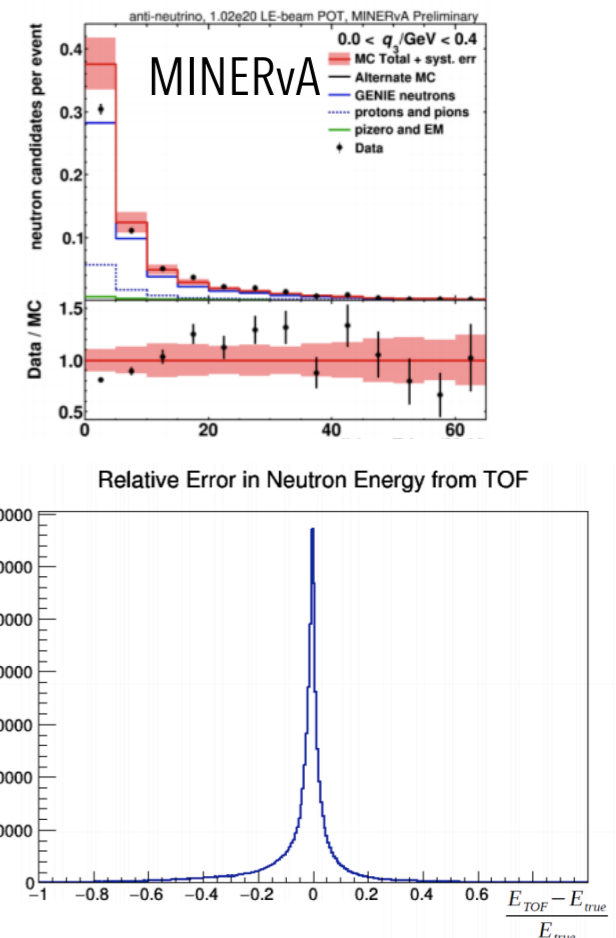 anti-neutrino, 1.02e20 LE-beam POT, MINERvA Preliminary
neutron candidates per event
0.4
0.3
0.2
0.1
MINERvA
0.0 < q3/GeV < 0.4
MC Total + syst. err
Alternate MC
GENIE neutrons
protons and pions
pizero and EM
Data
Data / MC
1.5
1.0
0.5
0 20 40 60
Relative Error in Neutron Energy from TOF
0000
0000
0000
0000
0000
0000
0000
0
−1 −0.8 −0.6 −0.4 −0.2 0 0.2 0.4 0.6
E_TOF − E_true
E_true